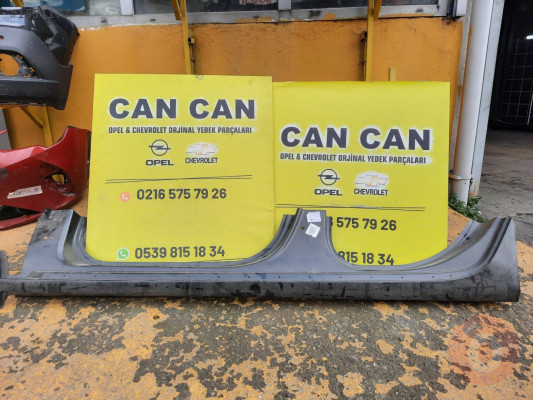 CAN CAN
OPEL & CHEVROLET ORJİNAL YEDEK PARÇALARI
OPEL
CHEVROLET
0216 575 79 26
0539 815 18 34
CAN CAN
OPEL & CHEVROLET ORJİNAL YEDEK PARÇALARI
OPEL
CHEVROLET
575 79 26
815 18 34